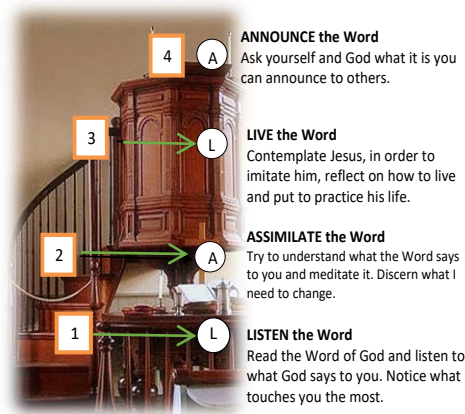 4 A ANNOUNCE the Word
Ask yourself and God what it is you
can announce to others.
3 L LIVE the Word
Contemplate Jesus, in order to
imitate him, reflect on how to live
and put to practice his life.
2 A ASSIMILATE the Word
Try to understand what the Word says
to you and meditate it. Discern what I
need to change.
1 L LISTEN the Word
Read the Word of God and listen to
what God says to you. Notice what
touches you the most.